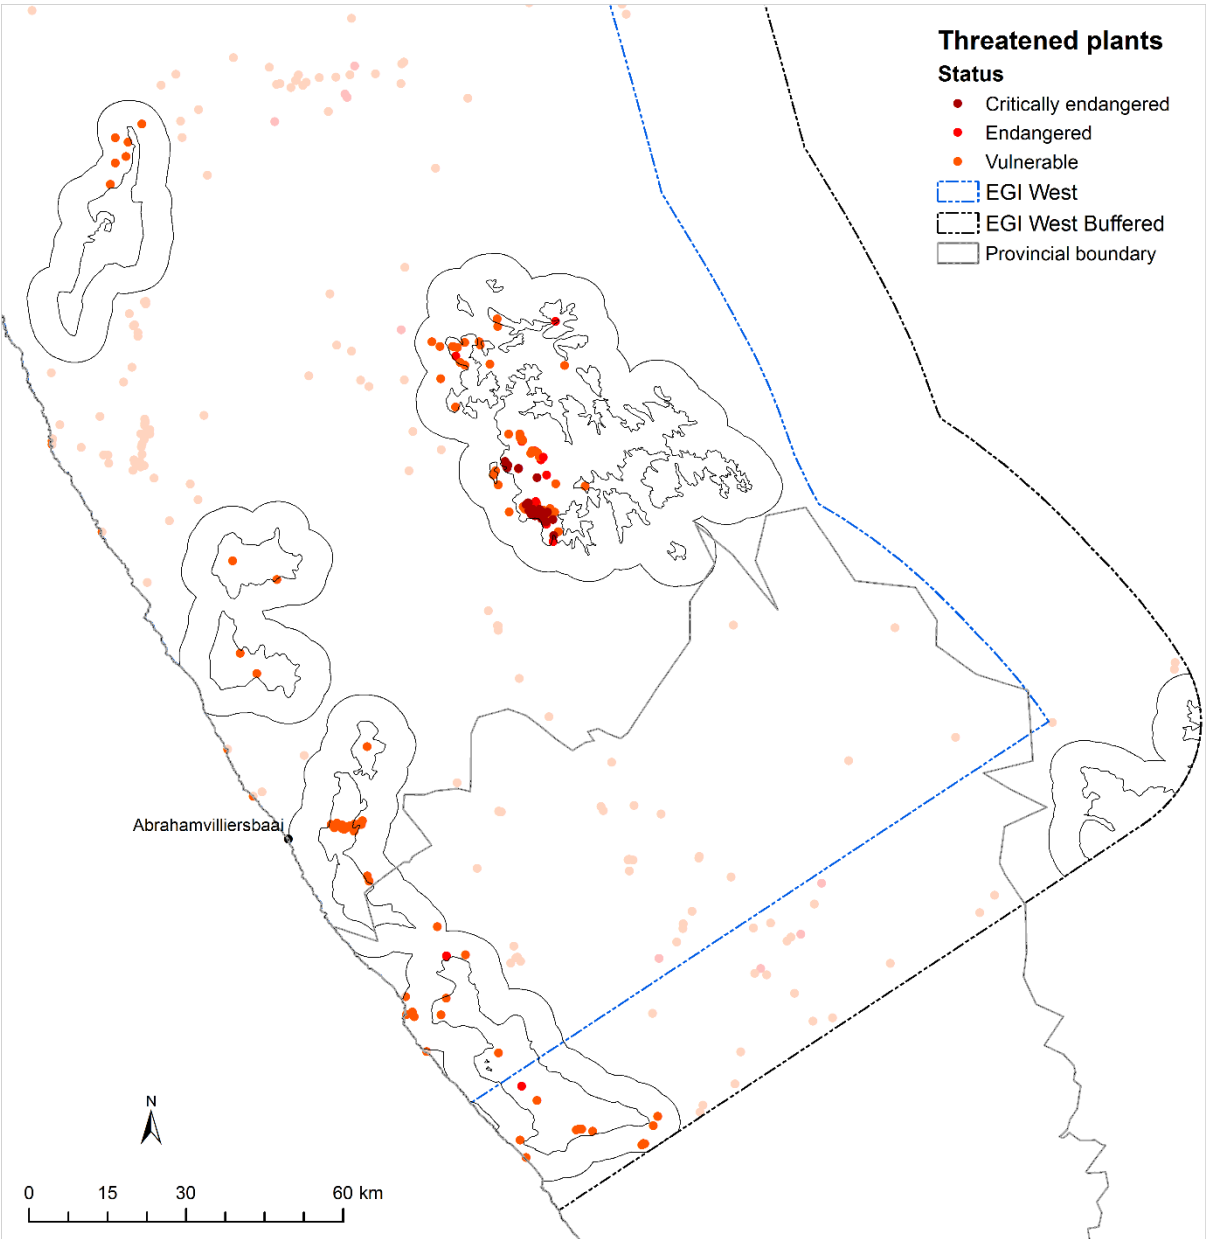 Threatened plants
Status
Critically endangered
Endangered
Vulnerable
EGI West
EGI West Buffered
Provincial boundary
Abrahamvilliersbaai
N
0 15 30 60 km